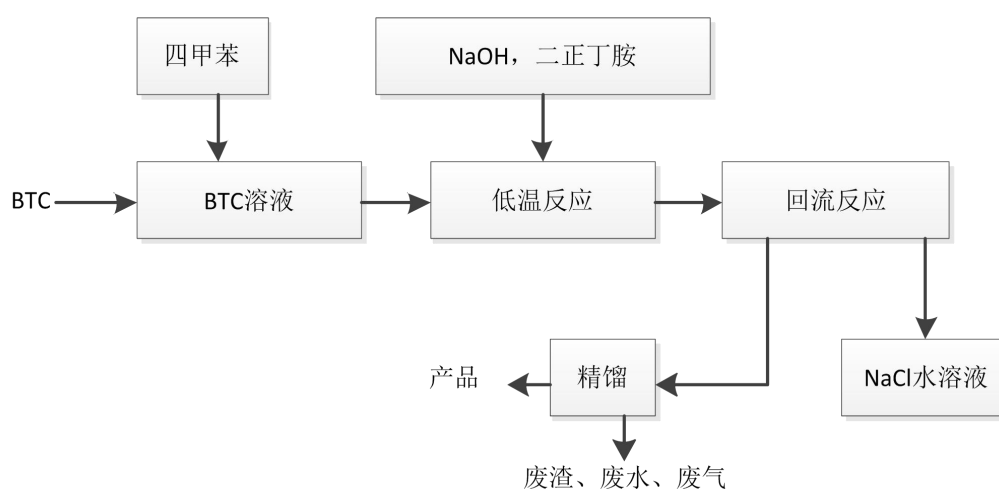 四甲苯
NaOH，二正丁胺
BTC
BTC溶液
低温反应
回流反应
产品
精馏
NaCl水溶液
废渣、废水、废气